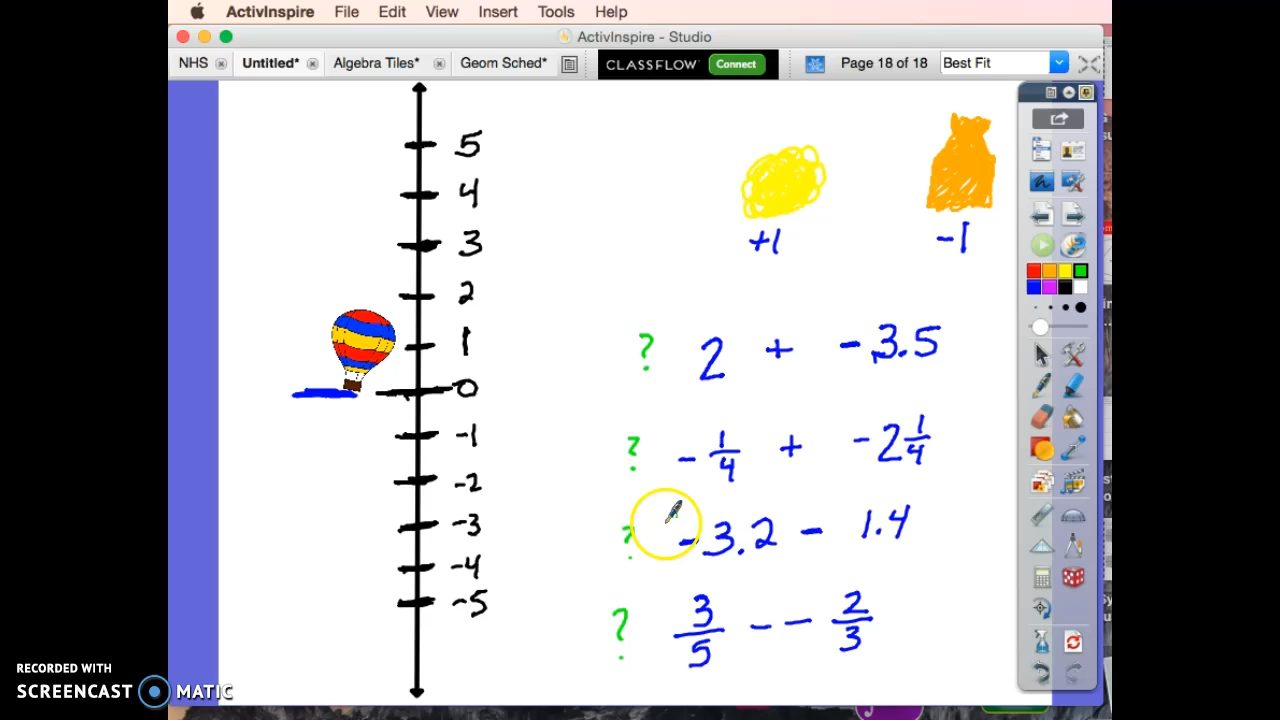 ActivInspire File Edit View Insert Tools Help
ActivInspire - Studio
NHS Untitled* Algebra Tiles* Geom Sched* CLASSFLOW Connect Page 18 of 18 Best Fit
5
4
3
2
1
0
-1
-2
-3
-4
-5
+1 -1
? 2 + -3.5
? - 1/4 + -2 1/4
? -3.2 - 1.4
? 3/5 - - 2/3
RECORDED WITH
SCREENCAST MATIC